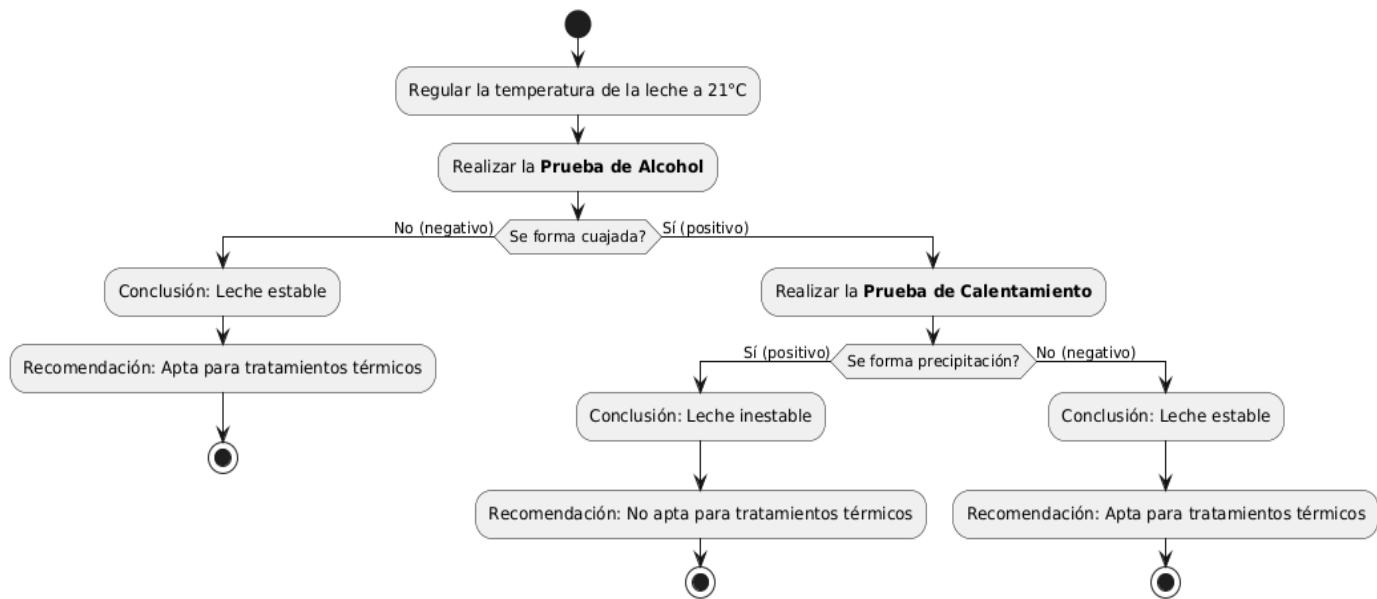 Regular la temperatura de la leche a 21°C
Realizar la Prueba de Alcohol
No (negativo)
Se forma cuajada?
Sí (positivo)
Conclusión: Leche estable
Recomendación: Apta para tratamientos térmicos
Realizar la Prueba de Calentamiento
Sí (positivo)
Se forma precipitación?
No (negativo)
Conclusión: Leche inestable
Recomendación: No apta para tratamientos térmicos
Conclusión: Leche estable
Recomendación: Apta para tratamientos térmicos